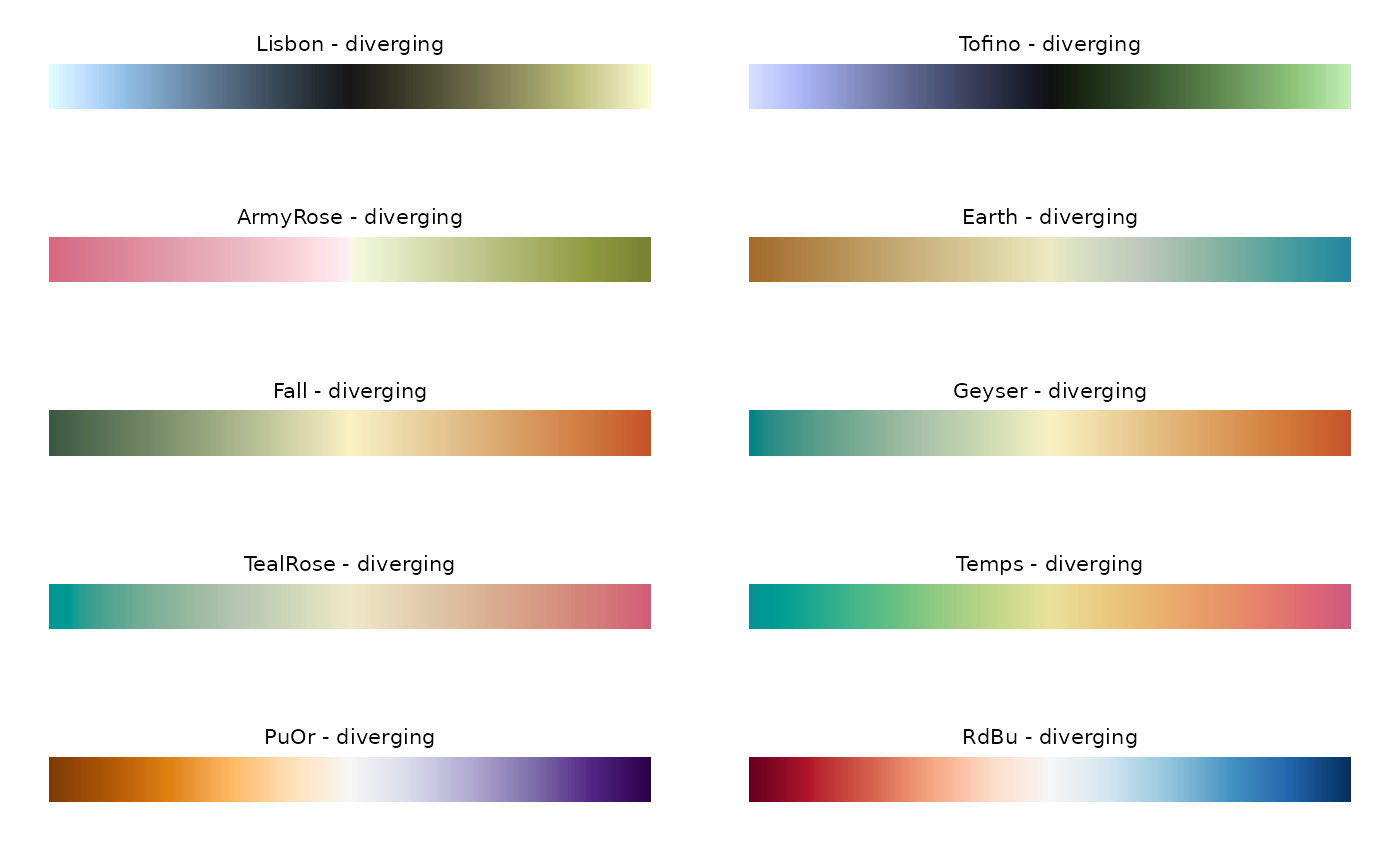 Lisbon - diverging
Tofino - diverging
ArmyRose - diverging
Earth - diverging
Fall - diverging
Geyser - diverging
TealRose - diverging
Temps - diverging
PuOr - diverging
RdBu - diverging